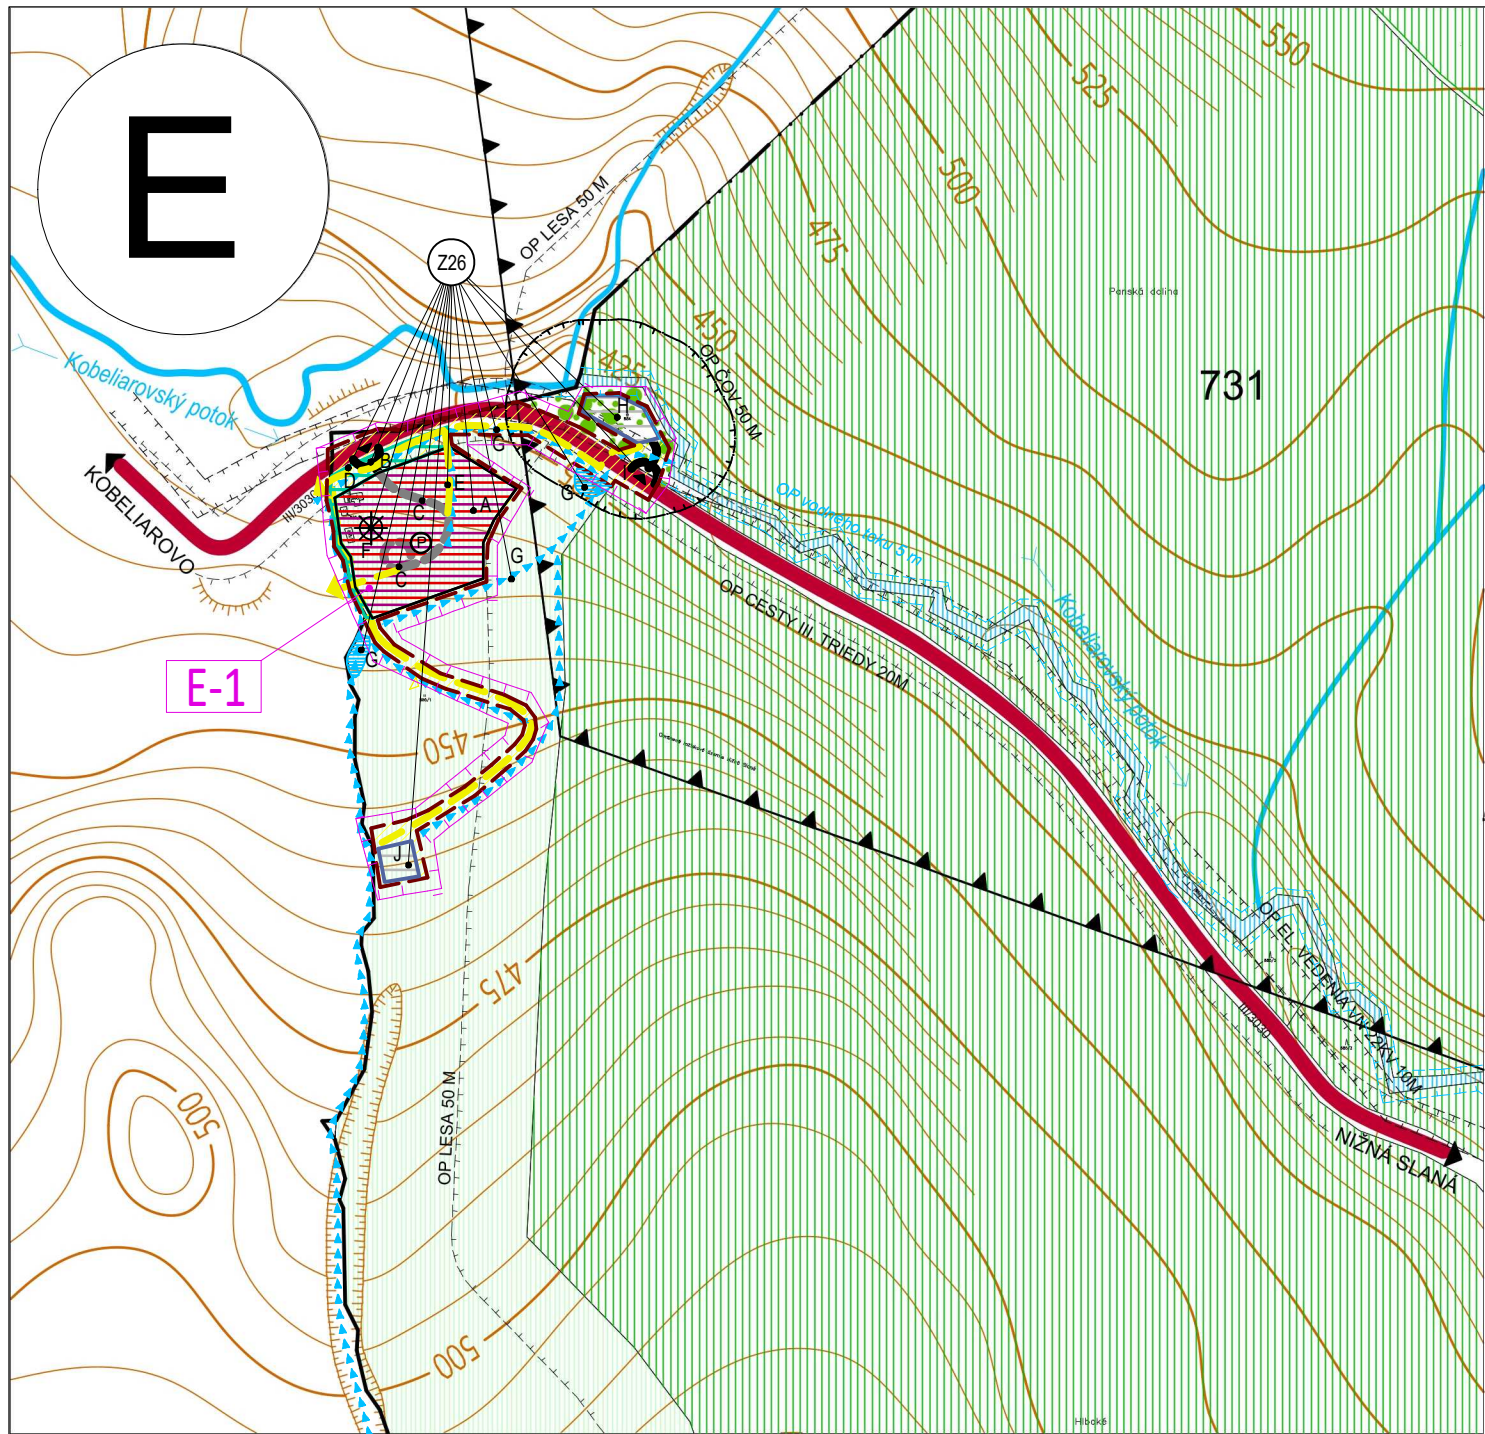 E
550
525
500
475
OP LESA 50 M
Z26
Panská dolina
450
425
OP ČOV 50 M
731
Kobeliarovský potok
KOBELIAROVO
III/3030
H
G
B
D
E
A
C
G
F
P
C
G
OP vodného toku 5 m
OP CESTY III. TRIEDY 20M
Kobeliarovský potok
G
E-1
450
J
475
OP EL. VEDENIA VN 22KV 10M
III/3030
500
OP LESA 50 M
NIŽNÁ SLANÁ
500
Hlboké